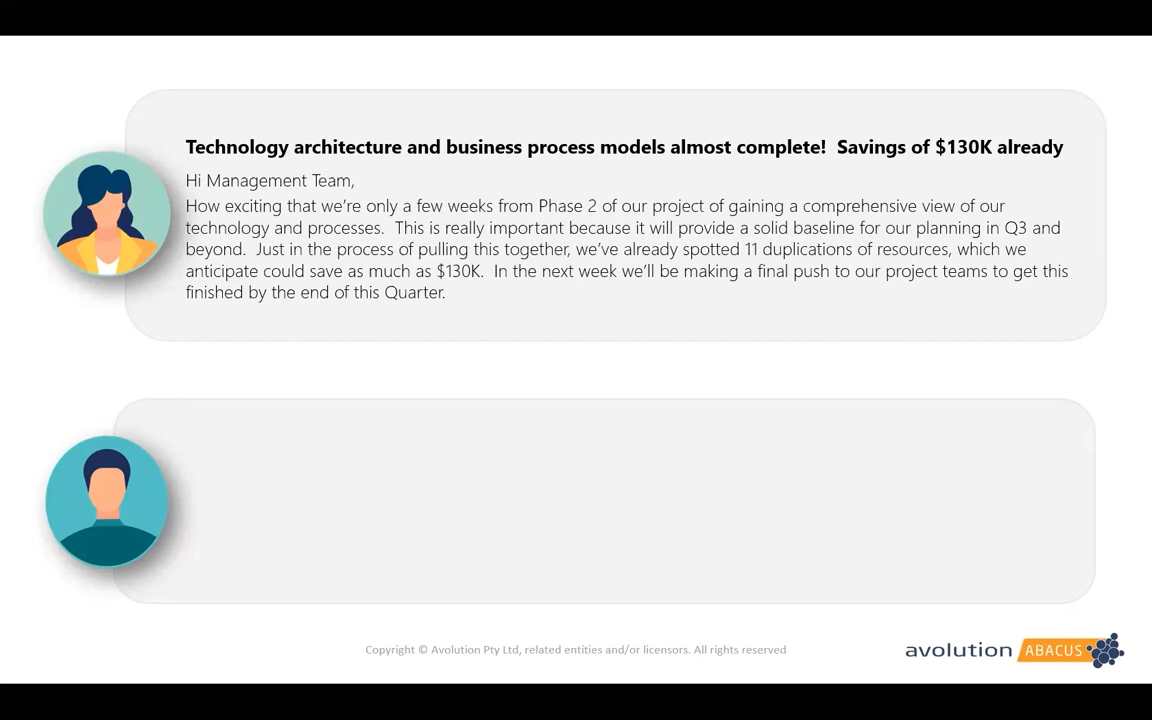 Technology architecture and business process models almost complete!  Savings of $130K already
Hi Management Team,
How exciting that we’re only a few weeks from Phase 2 of our project of gaining a comprehensive view of our
technology and processes.  This is really important because it will provide a solid baseline for our planning in Q3 and
beyond.  Just in the process of pulling this together, we’ve already spotted 11 duplications of resources, which we
anticipate could save as much as $130K.  In the next week we’ll be making a final push to our project teams to get this
finished by the end of this Quarter.
Copyright © Avolution Pty Ltd, related entities and/or licensors. All rights reserved
avolution ABACUS